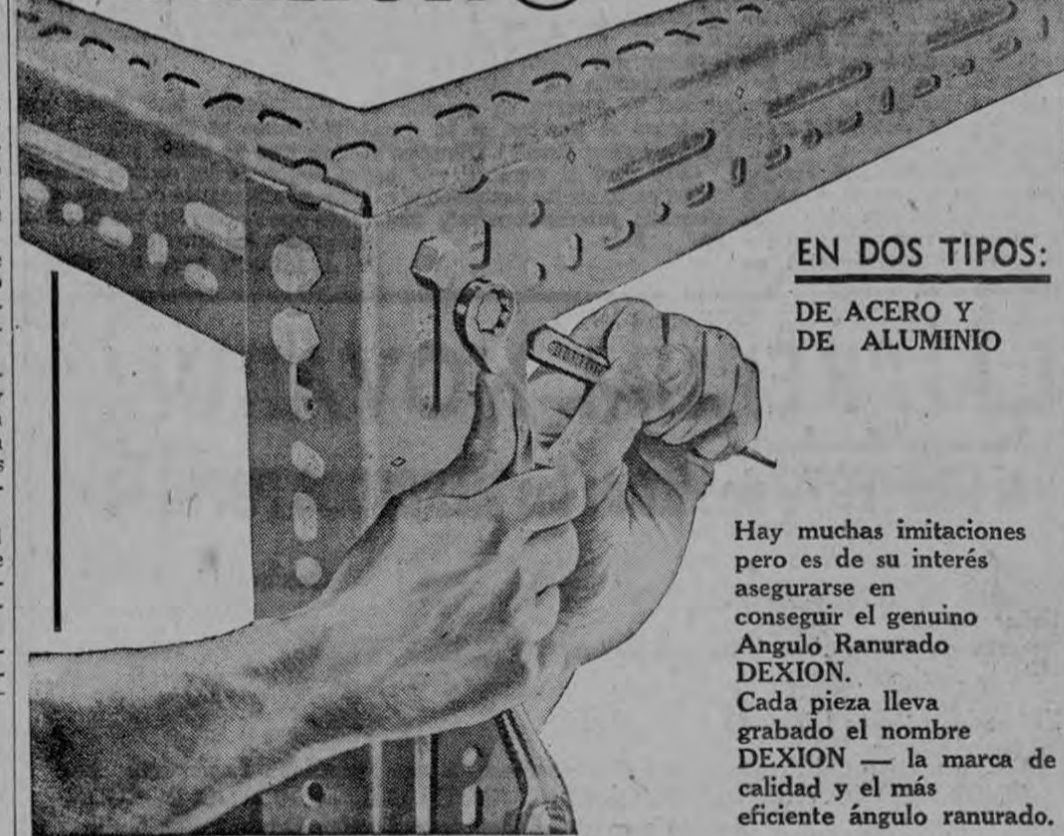 EN DOS TIPOS:
DE ACERO Y
DE ALUMINIO
Hay muchas imitaciones
pero es de su interés
asegurarse en
conseguir el genuino
Angulo Ranurado
DEXION.
Cada pieza lleva
grabado el nombre
DEXION — la marca de
calidad y el más
eficiente ángulo ranurado.